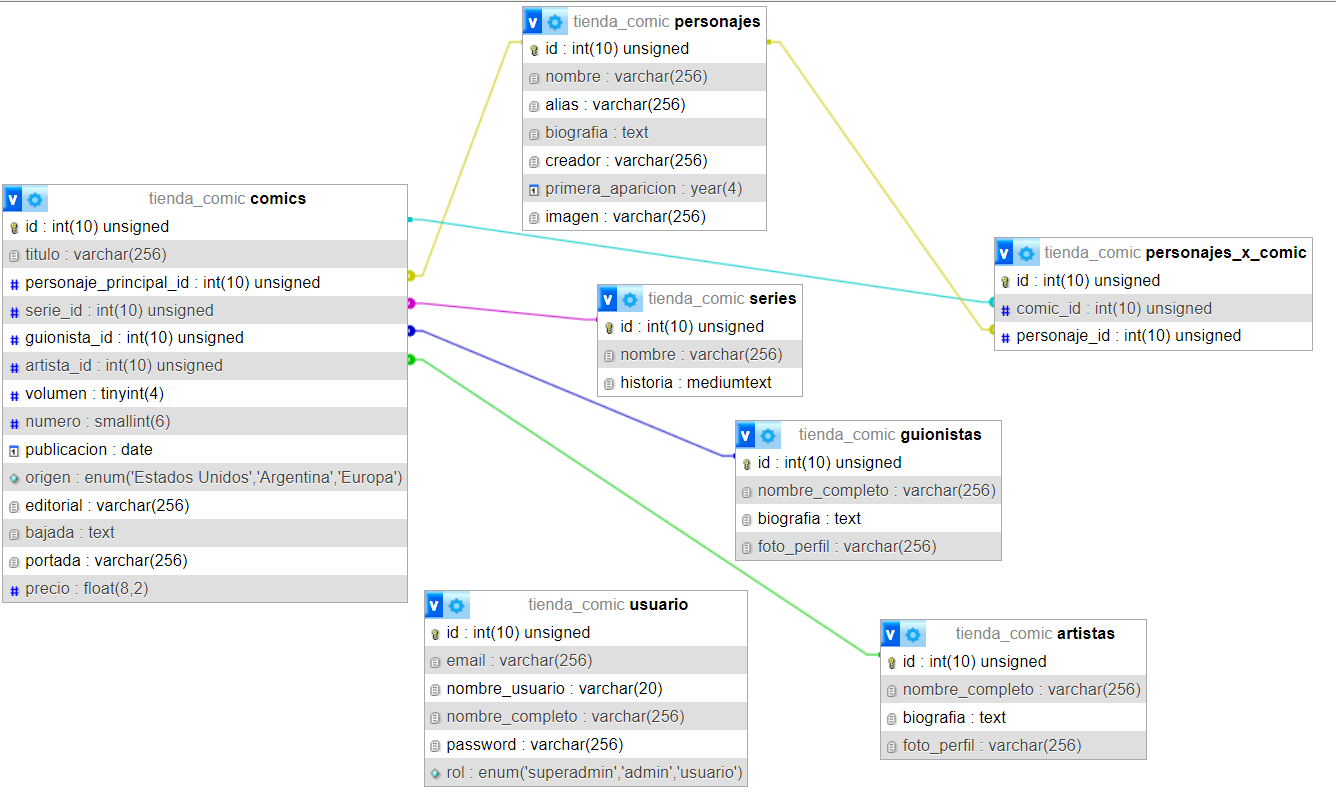 v tienda_comic personajes
id : int(10) unsigned
nombre : varchar(256)
alias : varchar(256)
biografia : text
creador : varchar(256)
primera_aparicion : year(4)
imagen : varchar(256)
v tienda_comic comics
id : int(10) unsigned
titulo : varchar(256)
personaje_principal_id : int(10) unsigned
serie_id : int(10) unsigned
guionista_id : int(10) unsigned
artista_id : int(10) unsigned
volumen : tinyint(4)
numero : smallint(6)
publicacion : date
origen : enum('Estados Unidos','Argentina','Europa')
editorial : varchar(256)
bajada : text
portada : varchar(256)
precio : float(8,2)
v tienda_comic personajes_x_comic
id : int(10) unsigned
comic_id : int(10) unsigned
personaje_id : int(10) unsigned
v tienda_comic series
id : int(10) unsigned
nombre : varchar(256)
historia : mediumtext
v tienda_comic guionistas
id : int(10) unsigned
nombre_completo : varchar(256)
biografia : text
foto_perfil : varchar(256)
v tienda_comic usuario
id : int(10) unsigned
email : varchar(256)
nombre_usuario : varchar(20)
nombre_completo : varchar(256)
password : varchar(256)
rol : enum('superadmin','admin','usuario')
v tienda_comic artistas
id : int(10) unsigned
nombre_completo : varchar(256)
biografia : text
foto_perfil : varchar(256)